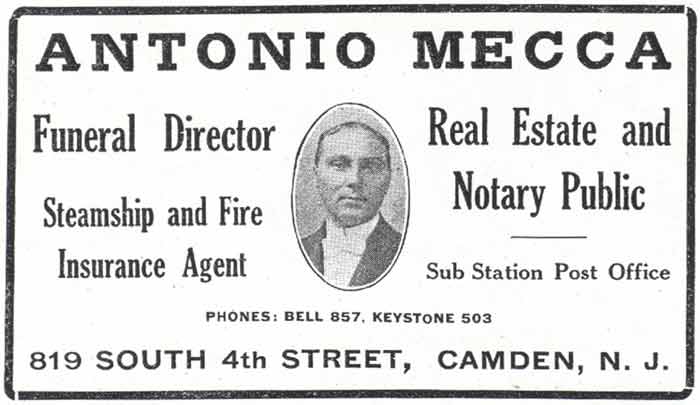 ANTONIO MECCA
Funeral Director
Steamship and Fire
Insurance Agent
Real Estate and
Notary Public
Sub Station Post Office
PHONES: BELL 857, KEYSTONE 503
819 SOUTH 4th STREET, CAMDEN, N. J.